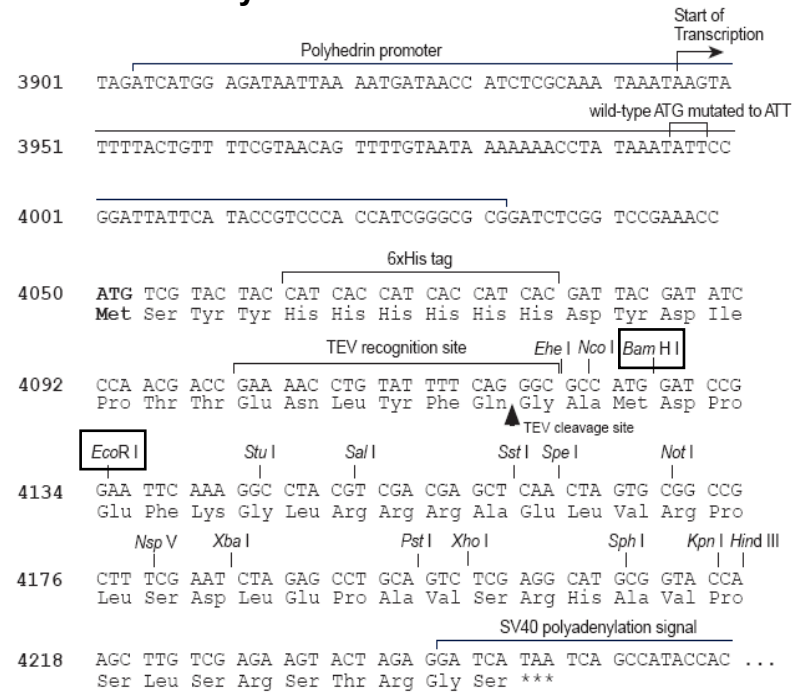 Start of
Transcription
Polyhedrin promoter
3901 TAGATCATGG AGATAATTAA AATGATAACC ATCTCGCAAA TAAATAAGTA
wild-type ATG mutated to ATT
3951 TTTTACTGTT TTCGTAACAG TTTTGTAATA AAAAAACCTA TAAATATTCC
4001 GGATTATTCA TACCGTCCCA CCATCGGGCG CGGATCTCGG TCCGAAACC
6xHis tag
4050 ATG TCG TAC TAC CAT CAC CAT CAC CAT CAC GAT TAC GAT ATC
Met Ser Tyr Tyr His His His His His His Asp Tyr Asp Ile
TEV recognition site Ehe I Nco I Bam H I
4092 CCA ACG ACC GAA AAC CTG TAT TTT CAG GGC GCC ATG GAT CCG
Pro Thr Thr Glu Asn Leu Tyr Phe Gln Gly Ala Met Asp Pro
TEV cleavage site
EcoR I Stu I Sal I Sst I Spe I Not I
4134 GAA TTC AAA GGC CTA CGT CGA CGA GCT CAA CTA GTG CGG CCG
Glu Phe Lys Gly Leu Arg Arg Arg Ala Glu Leu Val Arg Pro
Nsp V Xba I Pst I Xho I Sph I Kpn I Hind III
4176 CTT TCG AAT CTA GAG CCT GCA GTC TCG AGG CAT GCG GTA CCA
Leu Ser Asp Leu Glu Pro Ala Val Ser Arg His Ala Val Pro
SV40 polyadenylation signal
4218 AGC TTG TCG AGA AGT ACT AGA GGA TCA TAA TCA GCCATACCAC ...
Ser Leu Ser Arg Ser Thr Arg Gly Ser ***